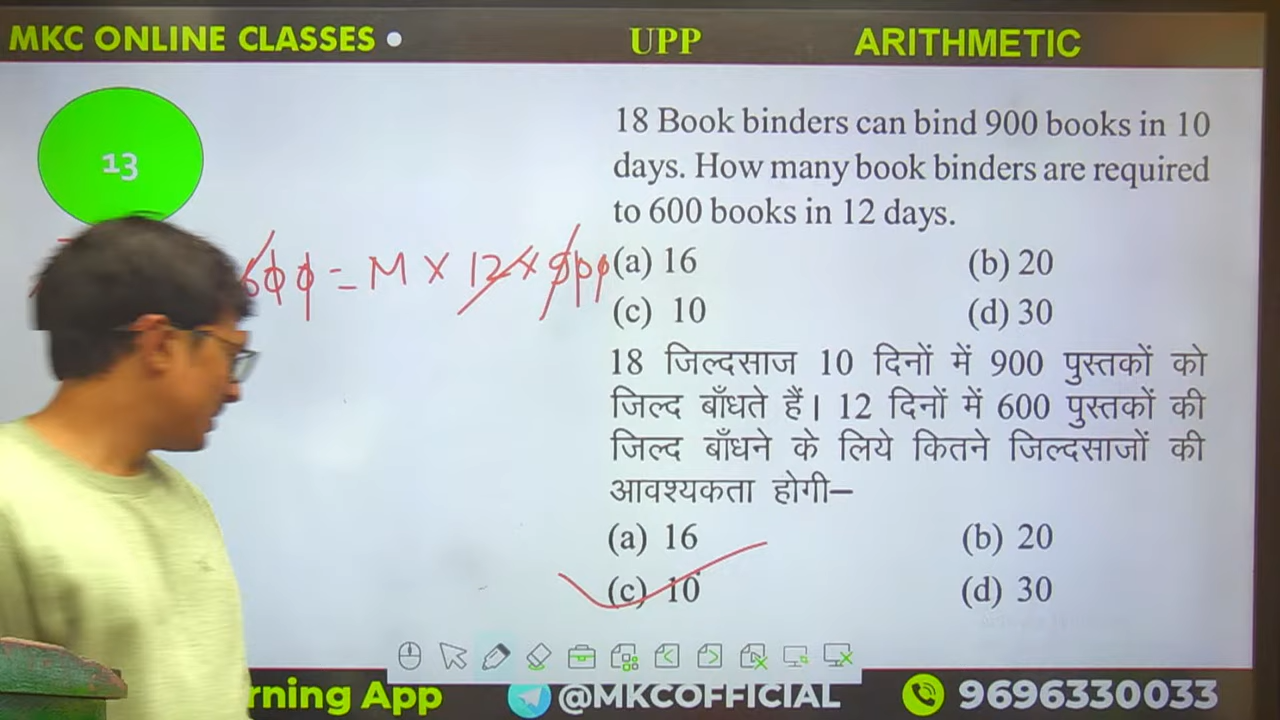 MKC ONLINE CLASSES • UPP ARITHMETIC
13
18 Book binders can bind 900 books in 10
days. How many book binders are required
to 600 books in 12 days.
600 = M × 12 × 900
(a) 16 (b) 20
(c) 10 (d) 30
18 जिल्दसाज 10 दिनों में 900 पुस्तकों को
जिल्द बाँधते हैं। 12 दिनों में 600 पुस्तकों की
जिल्द बाँधने के लिये कितने जिल्दसाजों की
आवश्यकता होगी–
(a) 16 (b) 20
(c) 10 (d) 30
rning App @MKCOFFICIAL 9696330033